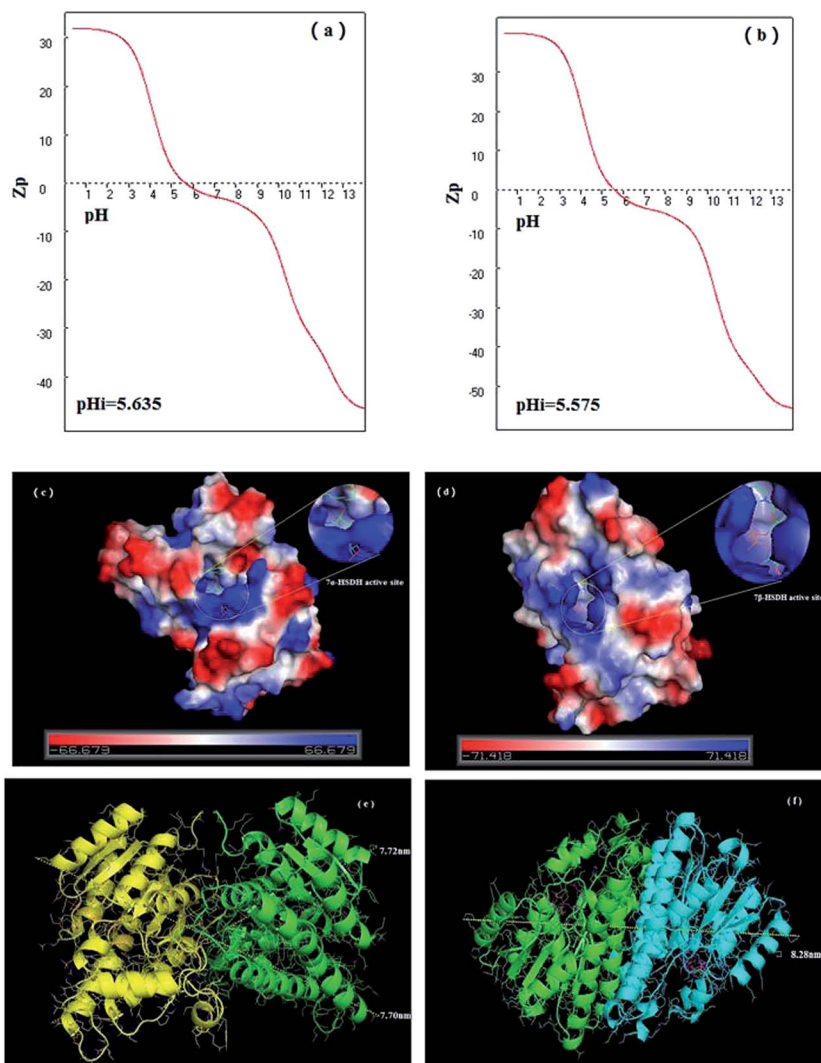 ( a )
30
20
10
0
-10
-20
-30
-40
Zp
1 2 3 4 5 6 7 8 9 10 11 12 13
pH
pHi=5.635
( b )
30
20
10
0
-10
-20
-30
-40
-50
Zp
1 2 3 4 5 6 7 8 9 10 11 12 13
pH
pHi=5.575
( c )
7α-HSDH active site
-66.679 66.679
( d )
7β-HSDH active site
-71.418 71.418
( e )
7.72nm
7.70nm
( f )
8.28nm